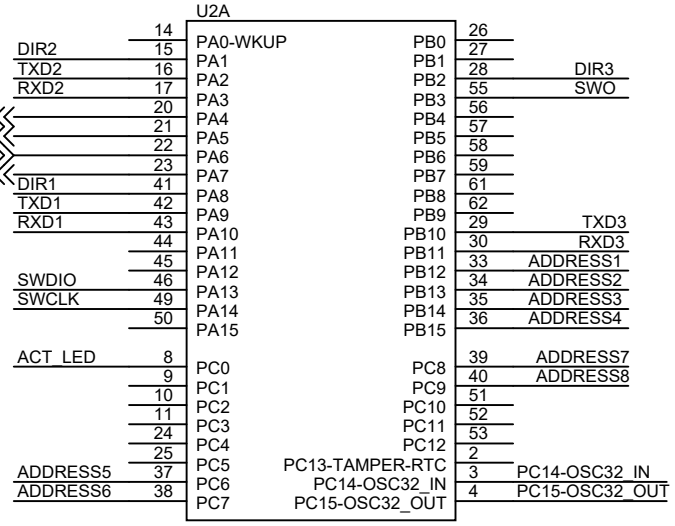 U2A
14 PA0-WKUP PB0 26
DIR2 15 PA1 PB1 27
TXD2 16 PA2 PB2 28 DIR3
RXD2 17 PA3 PB3 55 SWO
20 PA4 PB4 56
21 PA5 PB5 57
22 PA6 PB6 58
23 PA7 PB7 59
DIR1 41 PA8 PB8 61
TXD1 42 PA9 PB9 62
RXD1 43 PA10 PB10 29 TXD3
44 PA11 PB11 30 RXD3
45 PA12 PB12 33 ADDRESS1
SWDIO 46 PA13 PB13 34 ADDRESS2
SWCLK 49 PA14 PB14 35 ADDRESS3
50 PA15 PB15 36 ADDRESS4
ACT_LED 8 PC0 PC8 39 ADDRESS7
9 PC1 PC9 40 ADDRESS8
10 PC2 PC10 51
11 PC3 PC11 52
24 PC4 PC12 53
25 PC5 PC13-TAMPER-RTC 2
ADDRESS5 37 PC6 PC14-OSC32_IN 3 PC14-OSC32_IN
ADDRESS6 38 PC7 PC15-OSC32_OUT 4 PC15-OSC32_OUT